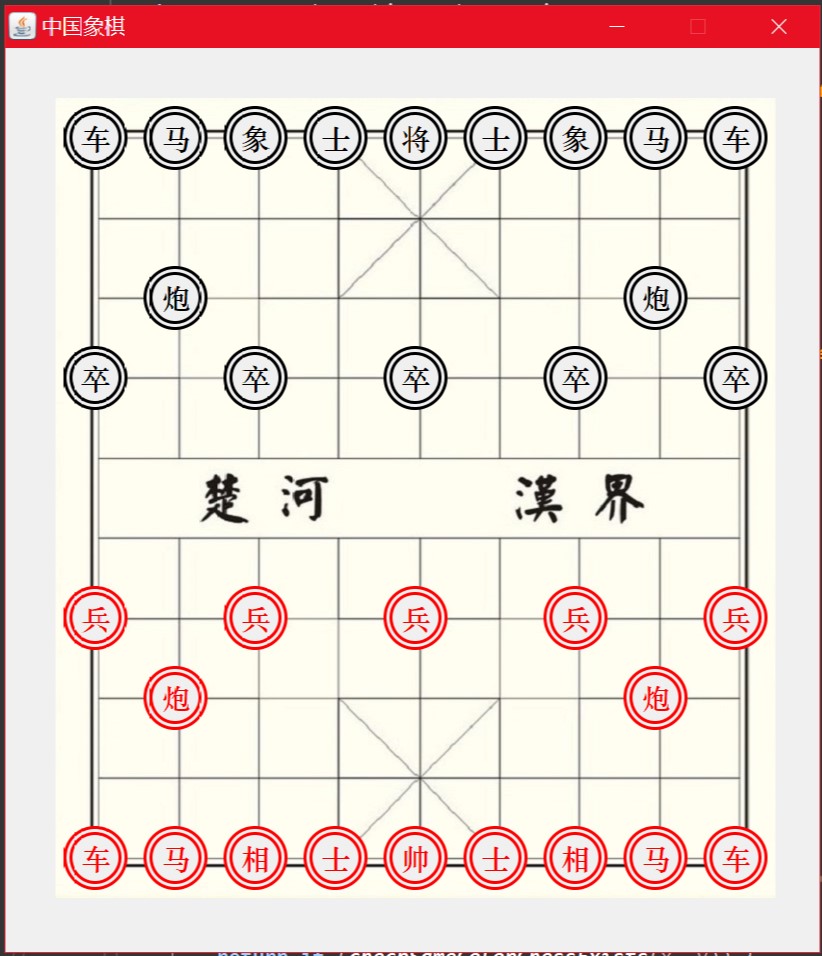 中国象棋
车 马 象 士 将 士 象 马 车
炮 炮
卒 卒 卒 卒 卒
楚 河 漢 界
兵 兵 兵 兵 兵
炮 炮
车 马 相 士 帅 士 相 马 车